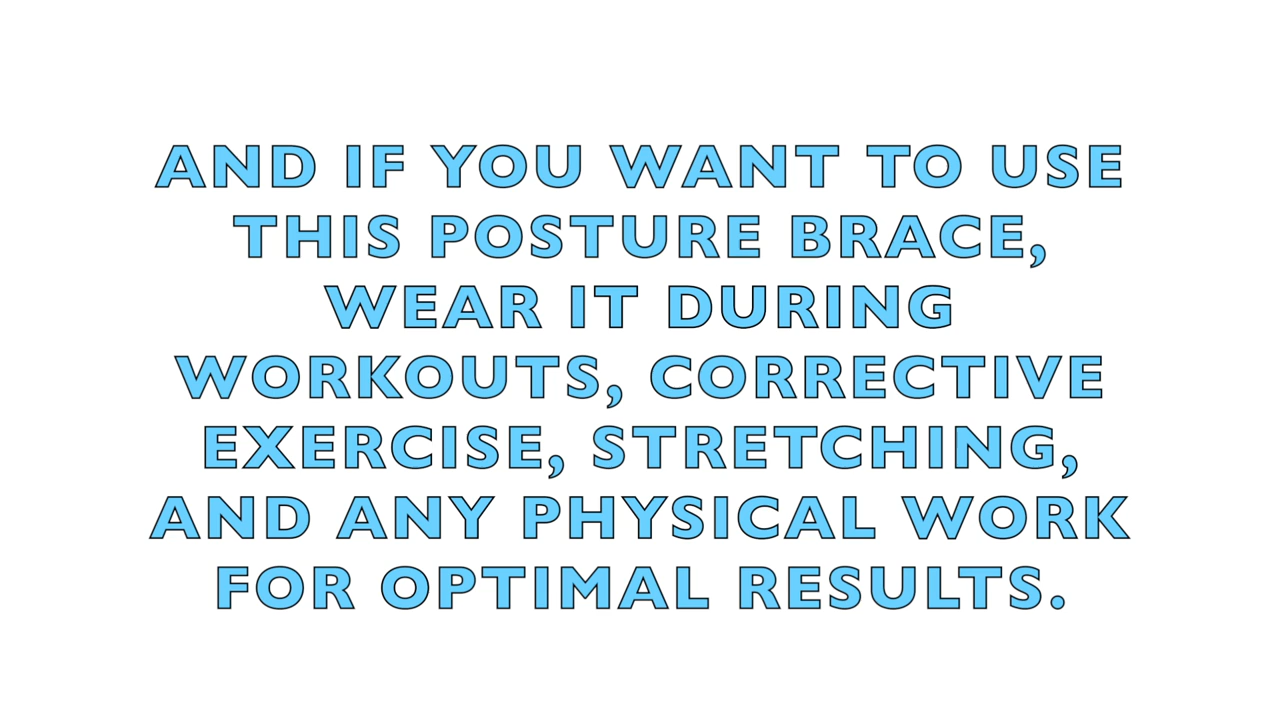 AND IF YOU WANT TO USE
THIS POSTURE BRACE,
WEAR IT DURING
WORKOUTS, CORRECTIVE
EXERCISE, STRETCHING,
AND ANY PHYSICAL WORK
FOR OPTIMAL RESULTS.